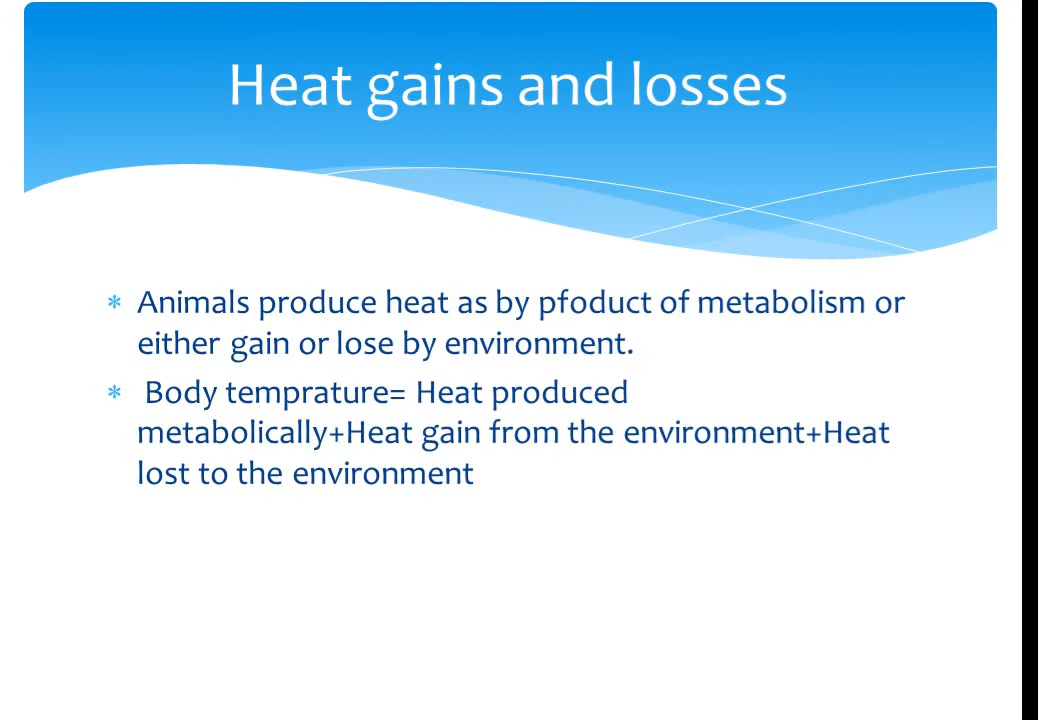 Heat gains and losses
* Animals produce heat as by pfoduct of metabolism or
either gain or lose by environment.
* Body temprature= Heat produced
metabolically+Heat gain from the environment+Heat
lost to the environment